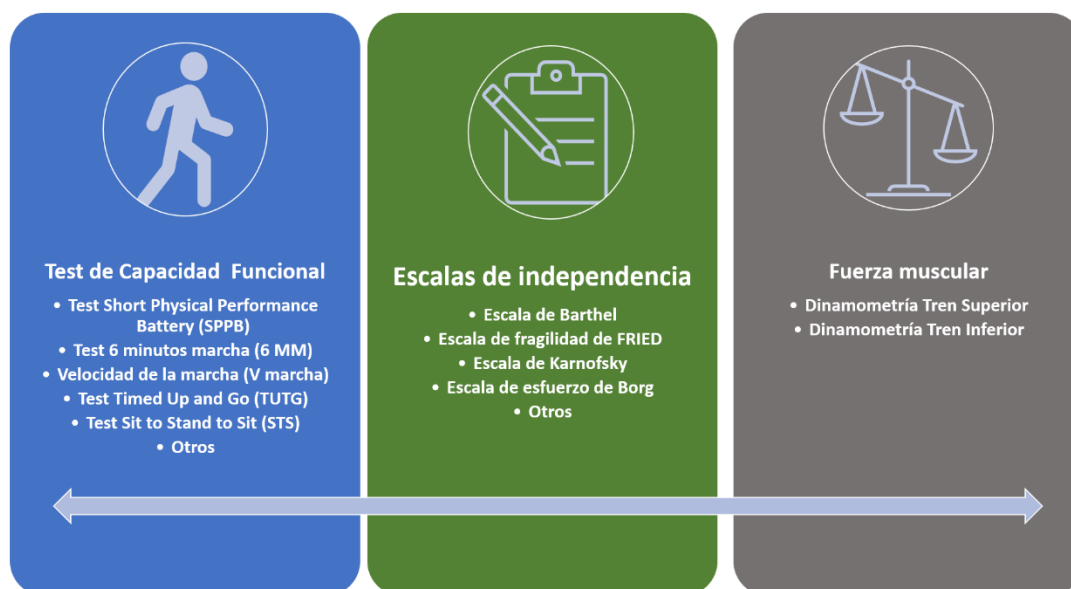 Test de Capacidad Funcional
• Test Short Physical Performance
Battery (SPPB)
• Test 6 minutos marcha (6 MM)
• Velocidad de la marcha (V marcha)
• Test Timed Up and Go (TUTG)
• Test Sit to Stand to Sit (STS)
• Otros
Escalas de independencia
• Escala de Barthel
• Escala de fragilidad de FRIED
• Escala de Karnofsky
• Escala de esfuerzo de Borg
• Otros
Fuerza muscular
• Dinamometría Tren Superior
• Dinamometría Tren Inferior